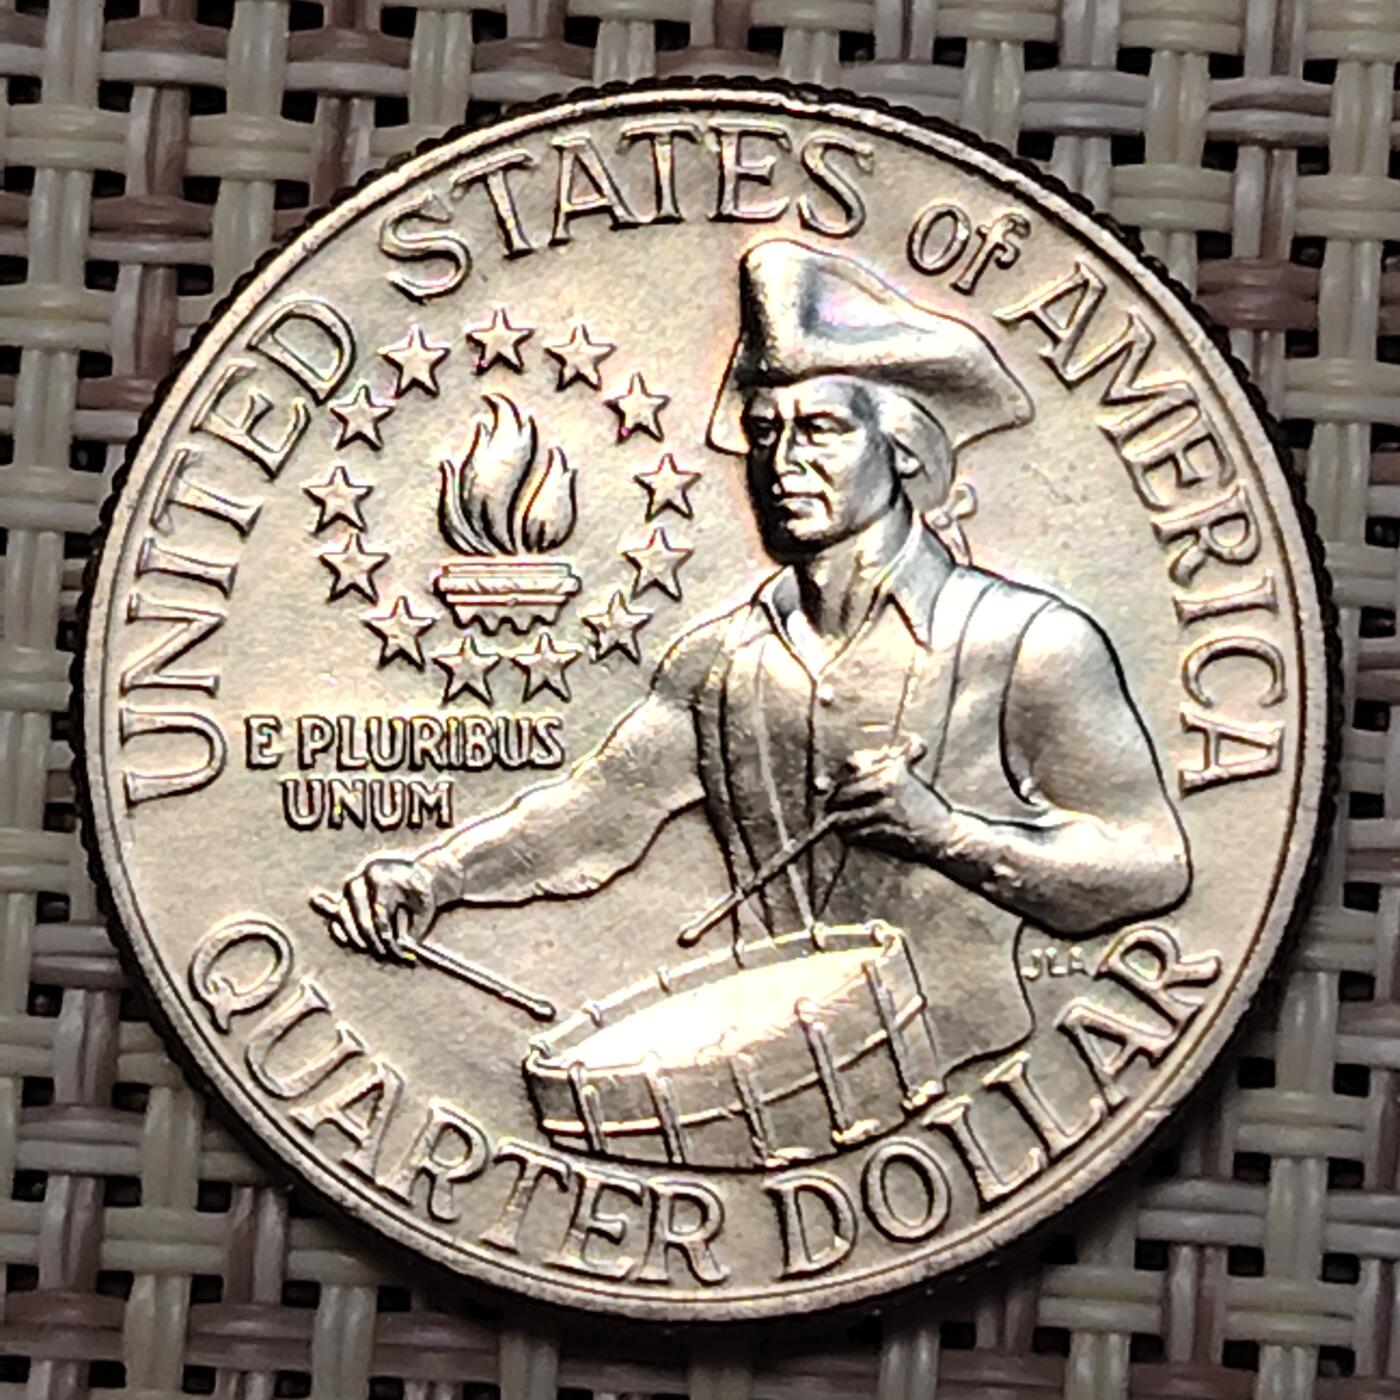 UNITED STATES of AMERICA
E PLURIBUS
UNUM
JLA
QUARTER DOLLAR